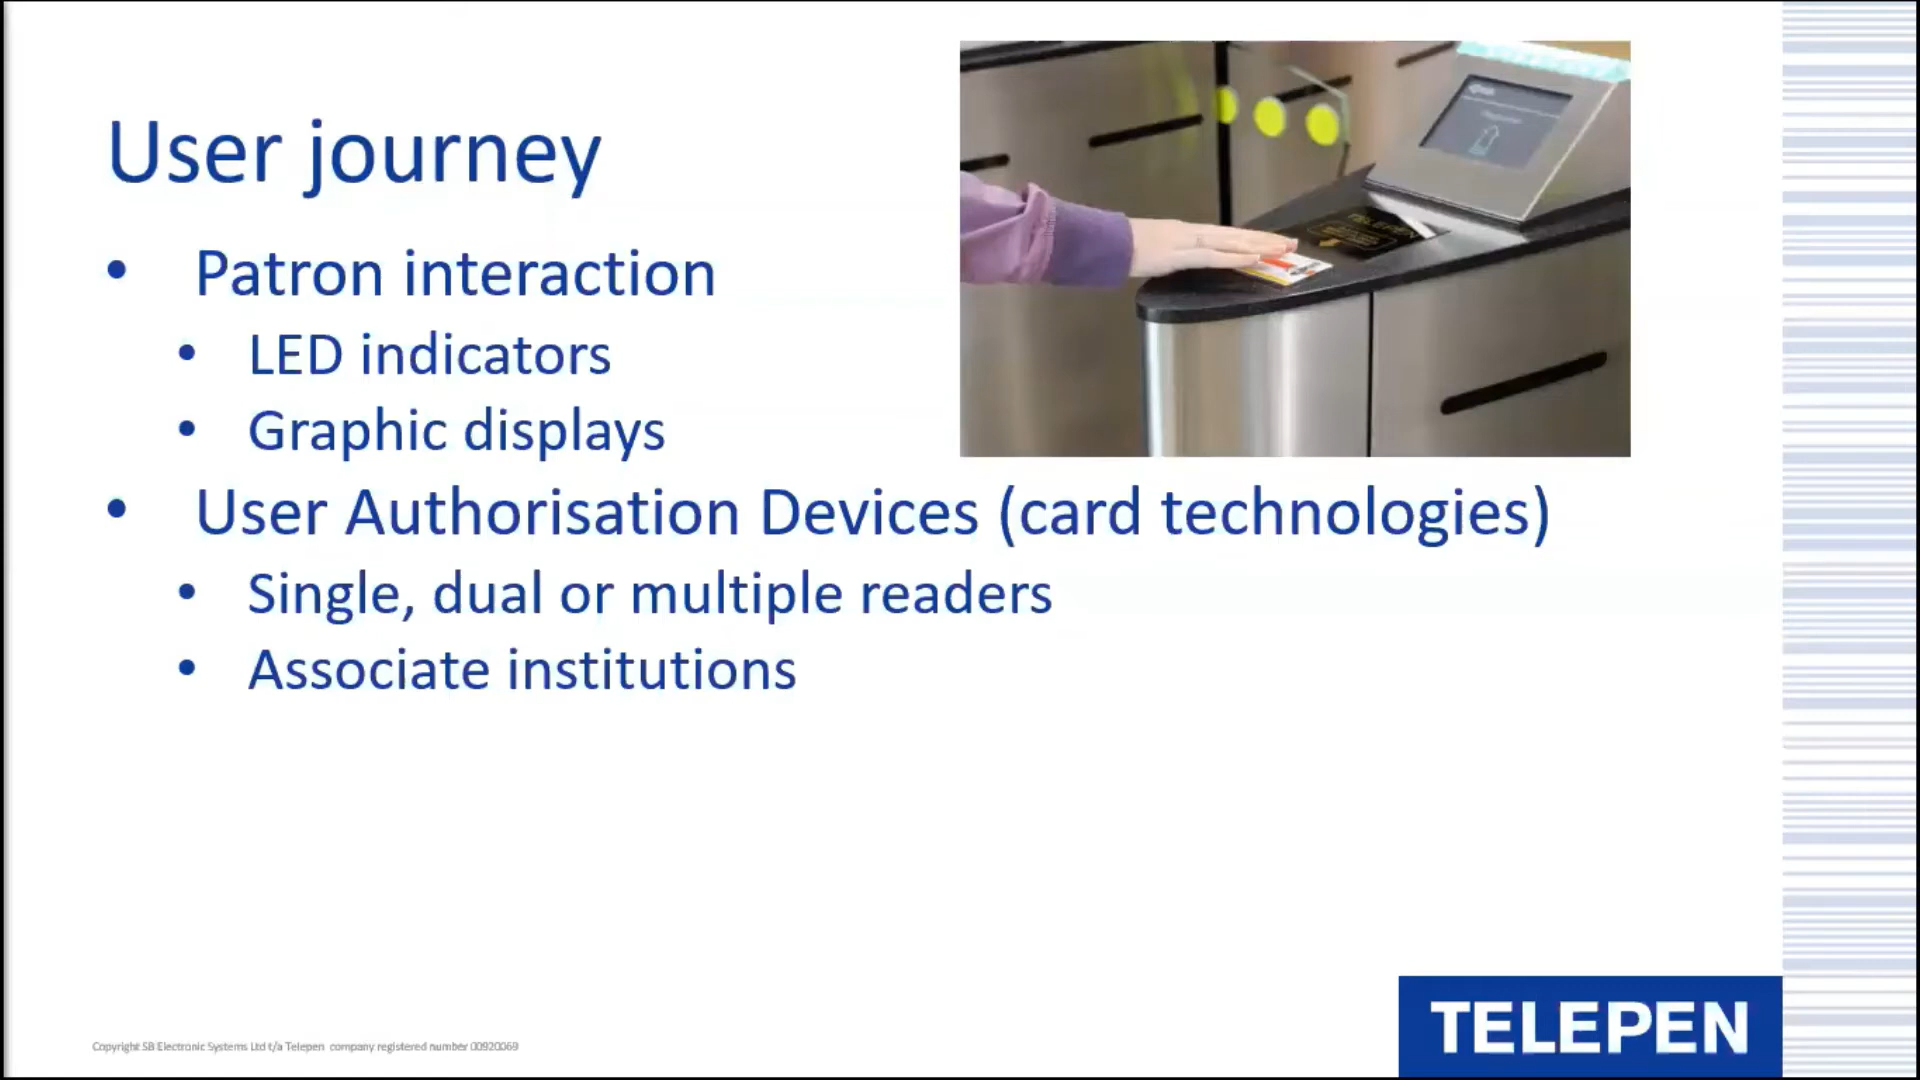 User journey
• Patron interaction
• LED indicators
• Graphic displays
• User Authorisation Devices (card technologies)
• Single, dual or multiple readers
• Associate institutions
TELEPEN
Copyright SB Electronic Systems Ltd t/a Telepen company registered number 00920069
TELEPEN